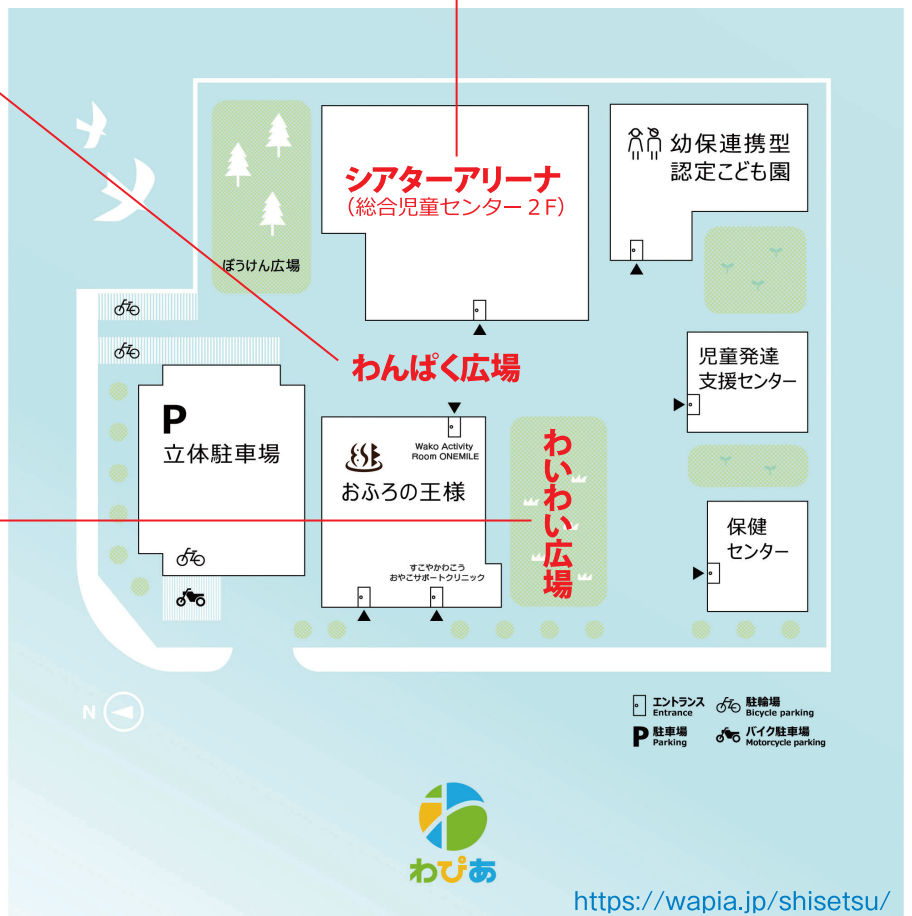 シアターアリーナ
（総合児童センター２F）
幼保連携型
認定こども園
ぼうけん広場
わんぱく広場
児童発達
支援センター
P
立体駐車場
Wako Activity
Room ONEMILE
おふろの王様
わいわい広場
すこやかわこう
おやこサポートクリニック
保健
センター
N
エントランス
Entrance
駐輪場
Bicycle parking
P 駐車場
Parking
バイク駐車場
Motorcycle parking
わぴあ
https://wapia.jp/shisetsu/